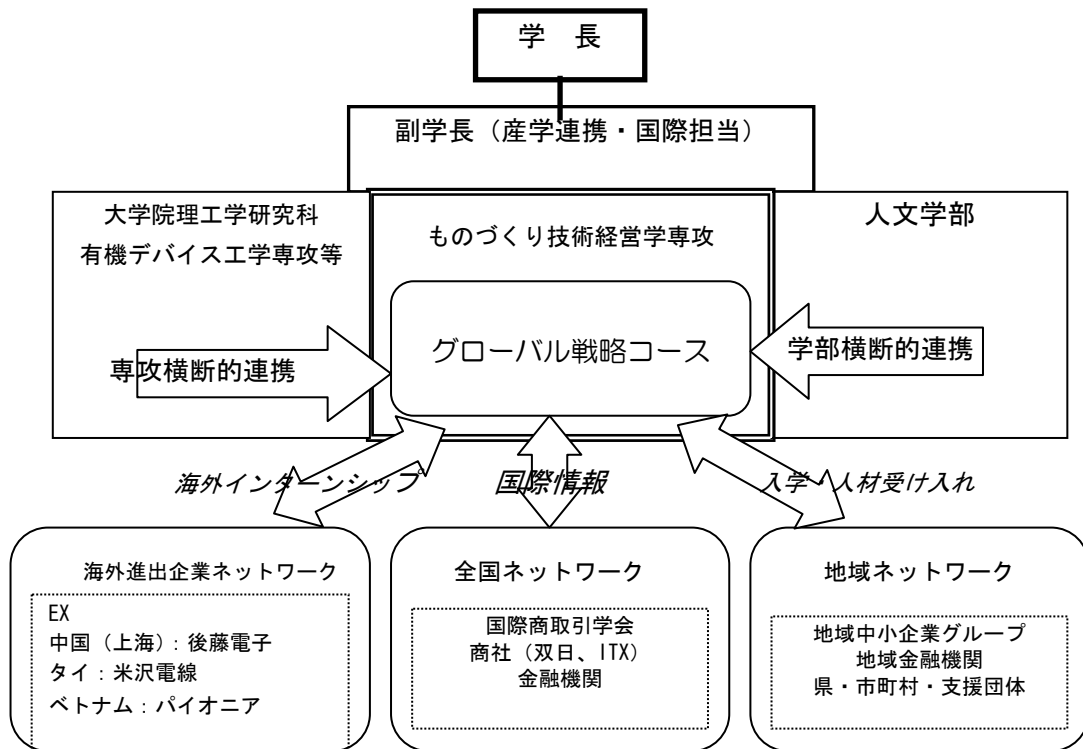 学　長
副学長（産学連携・国際担当）
大学院理工学研究科
有機デバイス工学専攻等
ものづくり技術経営学専攻
人文学部
グローバル戦略コース
専攻横断的連携
学部横断的連携
海外インターンシップ
国際情報
入学・人材受け入れ
海外進出企業ネットワーク
EX
中国（上海）：後藤電子
タイ：米沢電線
ベトナム：パイオニア
全国ネットワーク
国際商取引学会
商社（双日、ITX）
金融機関
地域ネットワーク
地域中小企業グループ
地域金融機関
県・市町村・支援団体